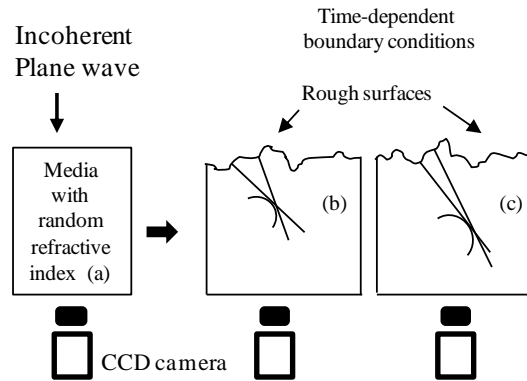 Incoherent
Plane wave
Time-dependent
boundary conditions
Rough surfaces
Media
with
random
refractive
index (a)
(b)
(c)
CCD camera